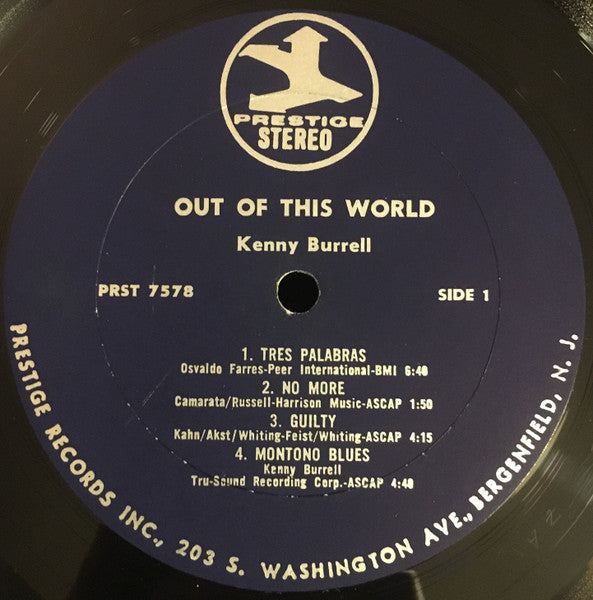 PRESTIGE
STEREO
OUT OF THIS WORLD
Kenny Burrell
PRST 7578
SIDE 1
1. TRES PALABRAS
Osvaldo Farres-Peer International-BMI 6:40
2. NO MORE
Camarata/Russell-Harrison Music-ASCAP 1:50
3. GUILTY
Kahn/Akst/Whiting-Feist/Whiting-ASCAP 4:15
4. MONTONO BLUES
Kenny Burrell
Tru-Sound Recording Corp.-ASCAP 4:40
PRESTIGE RECORDS INC., 203 S. WASHINGTON AVE., BERGENFIELD, N. J.